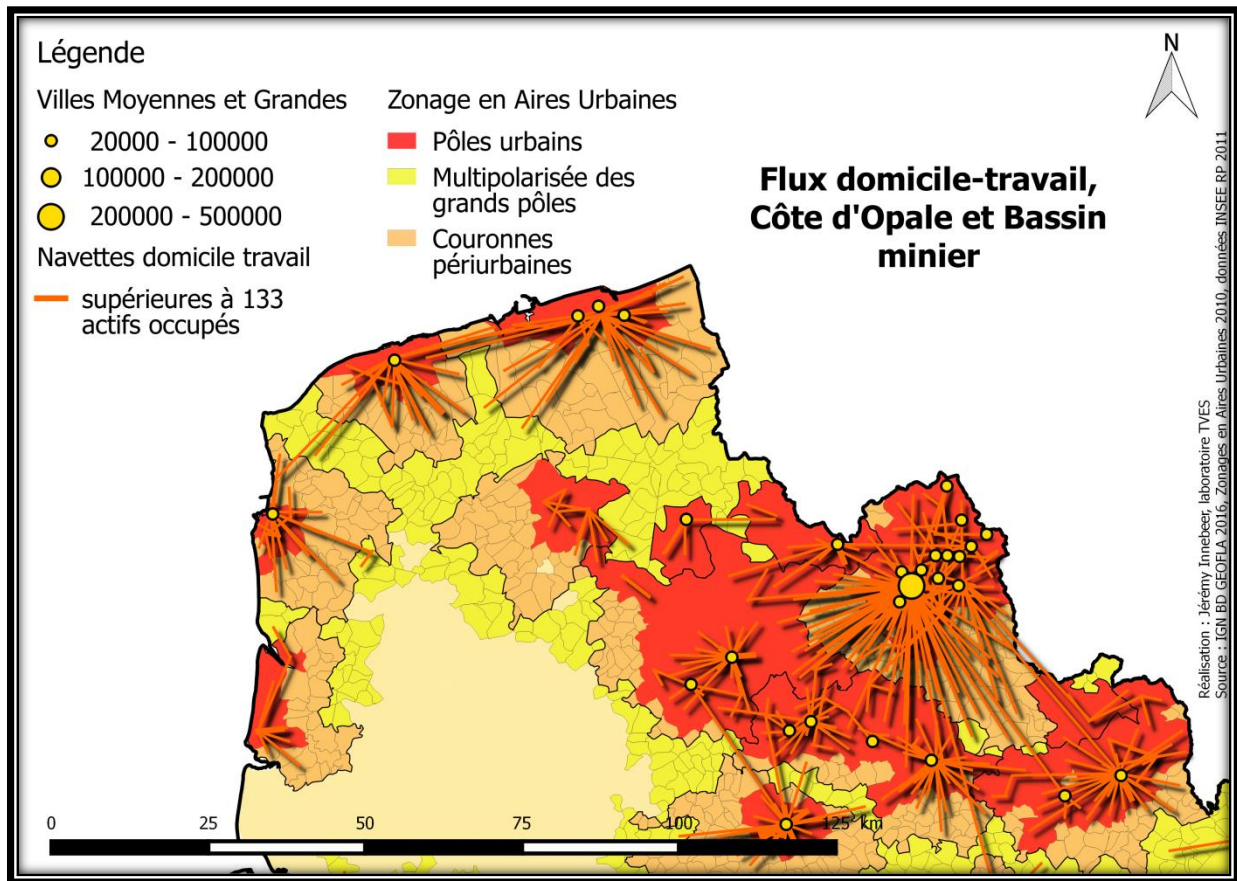 Légende
Villes Moyennes et Grandes
20000 - 100000
100000 - 200000
200000 - 500000
Navettes domicile travail
supérieures à 133
actifs occupés
Zonage en Aires Urbaines
Pôles urbains
Multipolarisée des
grands pôles
Couronnes
périurbaines
N
Flux domicile-travail,
Côte d'Opale et Bassin
minier
Réalisation : Jérémy Innebeer, laboratoire TVES
Source : IGN BD GEOFLA 2016, Zonages en Aires Urbaines 2010, données INSEE RP 2011
0 25 50 75 100 125 km